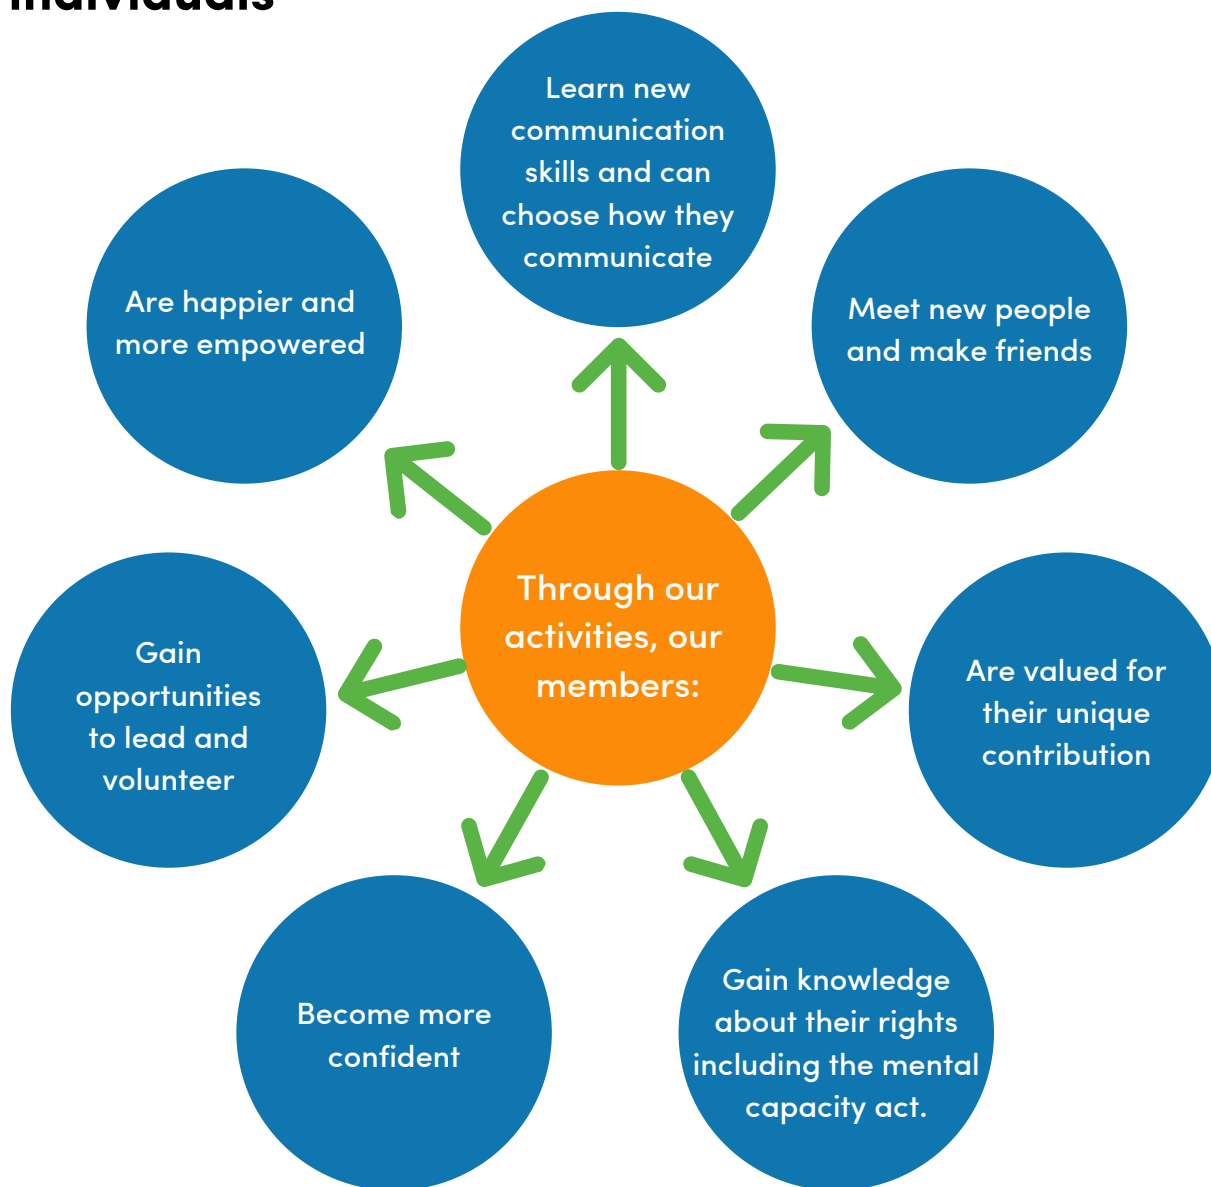 individuals
Learn new
communication
skills and can
choose how they
communicate
Are happier and
more empowered
Meet new people
and make friends
Through our
activities, our
members:
Gain
opportunities
to lead and
volunteer
Are valued for
their unique
contribution
Become more
confident
Gain knowledge
about their rights
including the mental
capacity act.